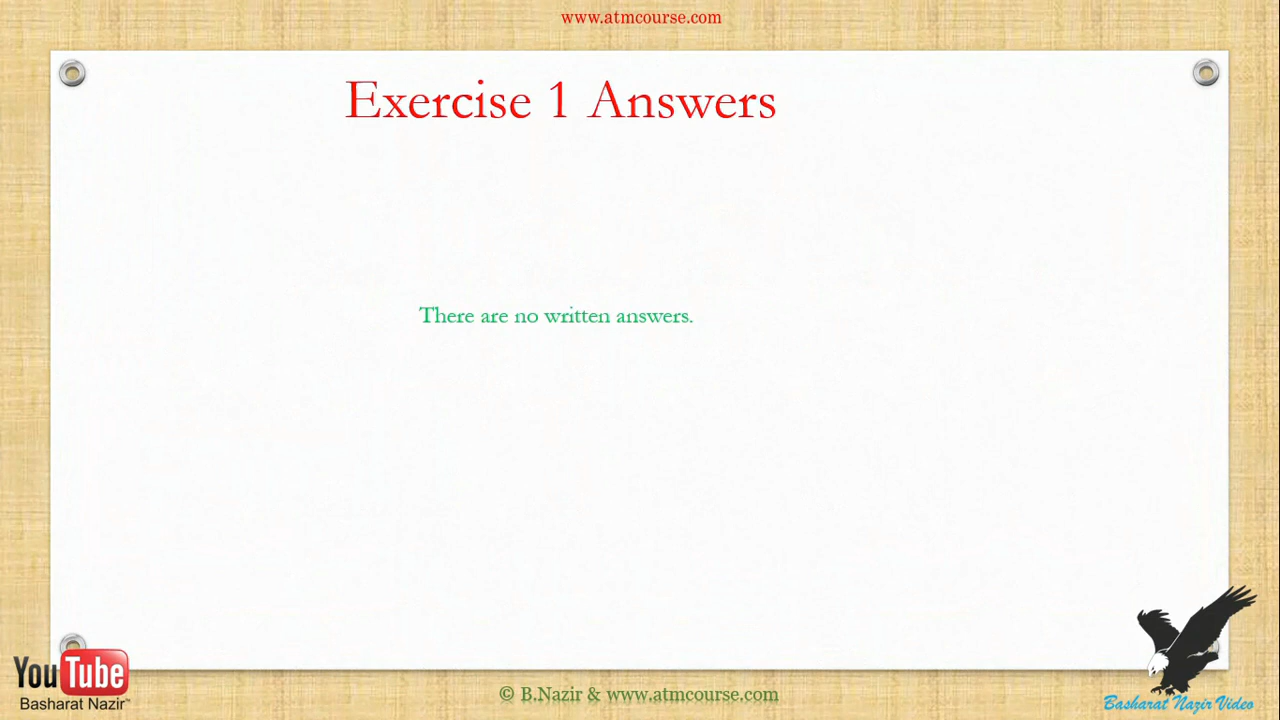 www.atmcourse.com
Exercise 1 Answers
There are no written answers.
YouTube
Basharat Nazir™
© B.Nazir & www.atmcourse.com
Basharat Nazir Video